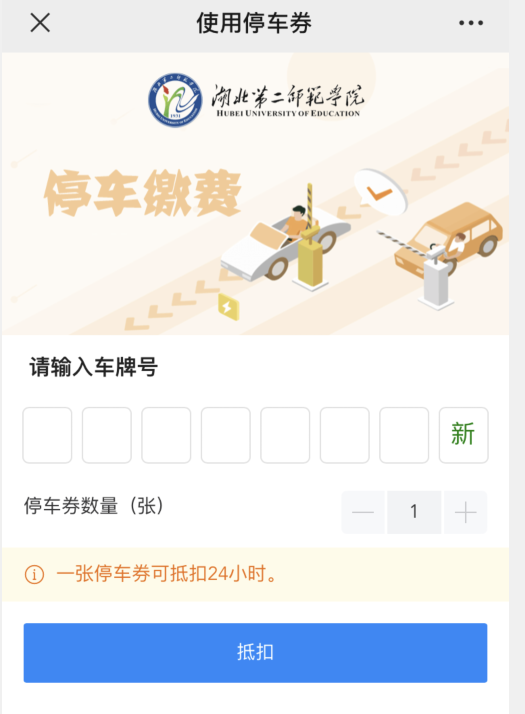 使用停车券
湖北第二师范学院
HUBEI UNIVERSITY OF EDUCATION
1931
停车缴费
请输入车牌号
新
停车券数量（张）
1
一张停车券可抵扣24小时。
抵扣